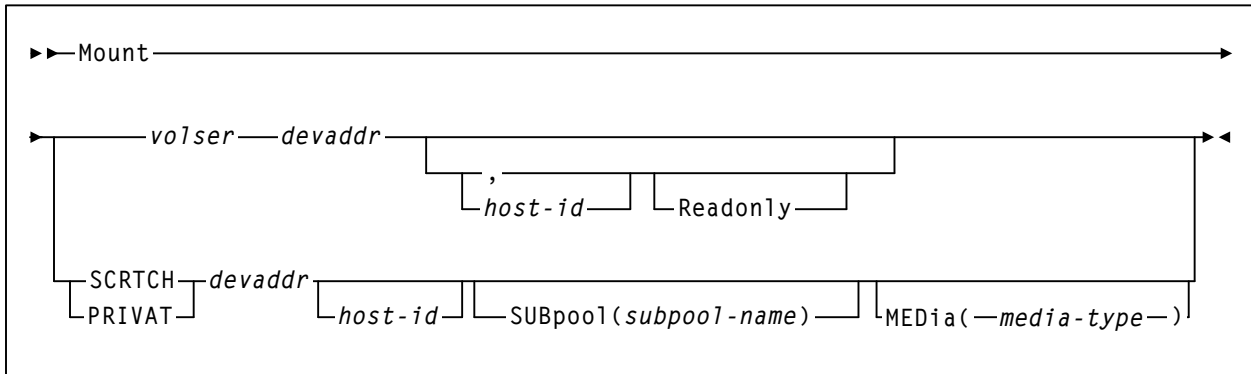 Mount
volser devaddr
,
host-id Readonly
SCRTCH devaddr
PRIVAT host-id SUBpool(subpool-name) MEDia( media-type )